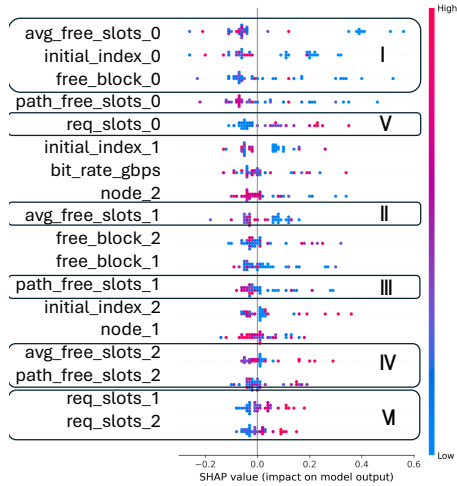 High
avg_free_slots_0
initial_index_0 I
free_block_0
path_free_slots_0
req_slots_0 V
initial_index_1
bit_rate_gbps
node_2
avg_free_slots_1 II
free_block_2
free_block_1
path_free_slots_1 III
initial_index_2
node_1
avg_free_slots_2 IV
path_free_slots_2
req_slots_1 VI
req_slots_2
Low
−0.2 0.0 0.2 0.4 0.6
SHAP value (impact on model output)